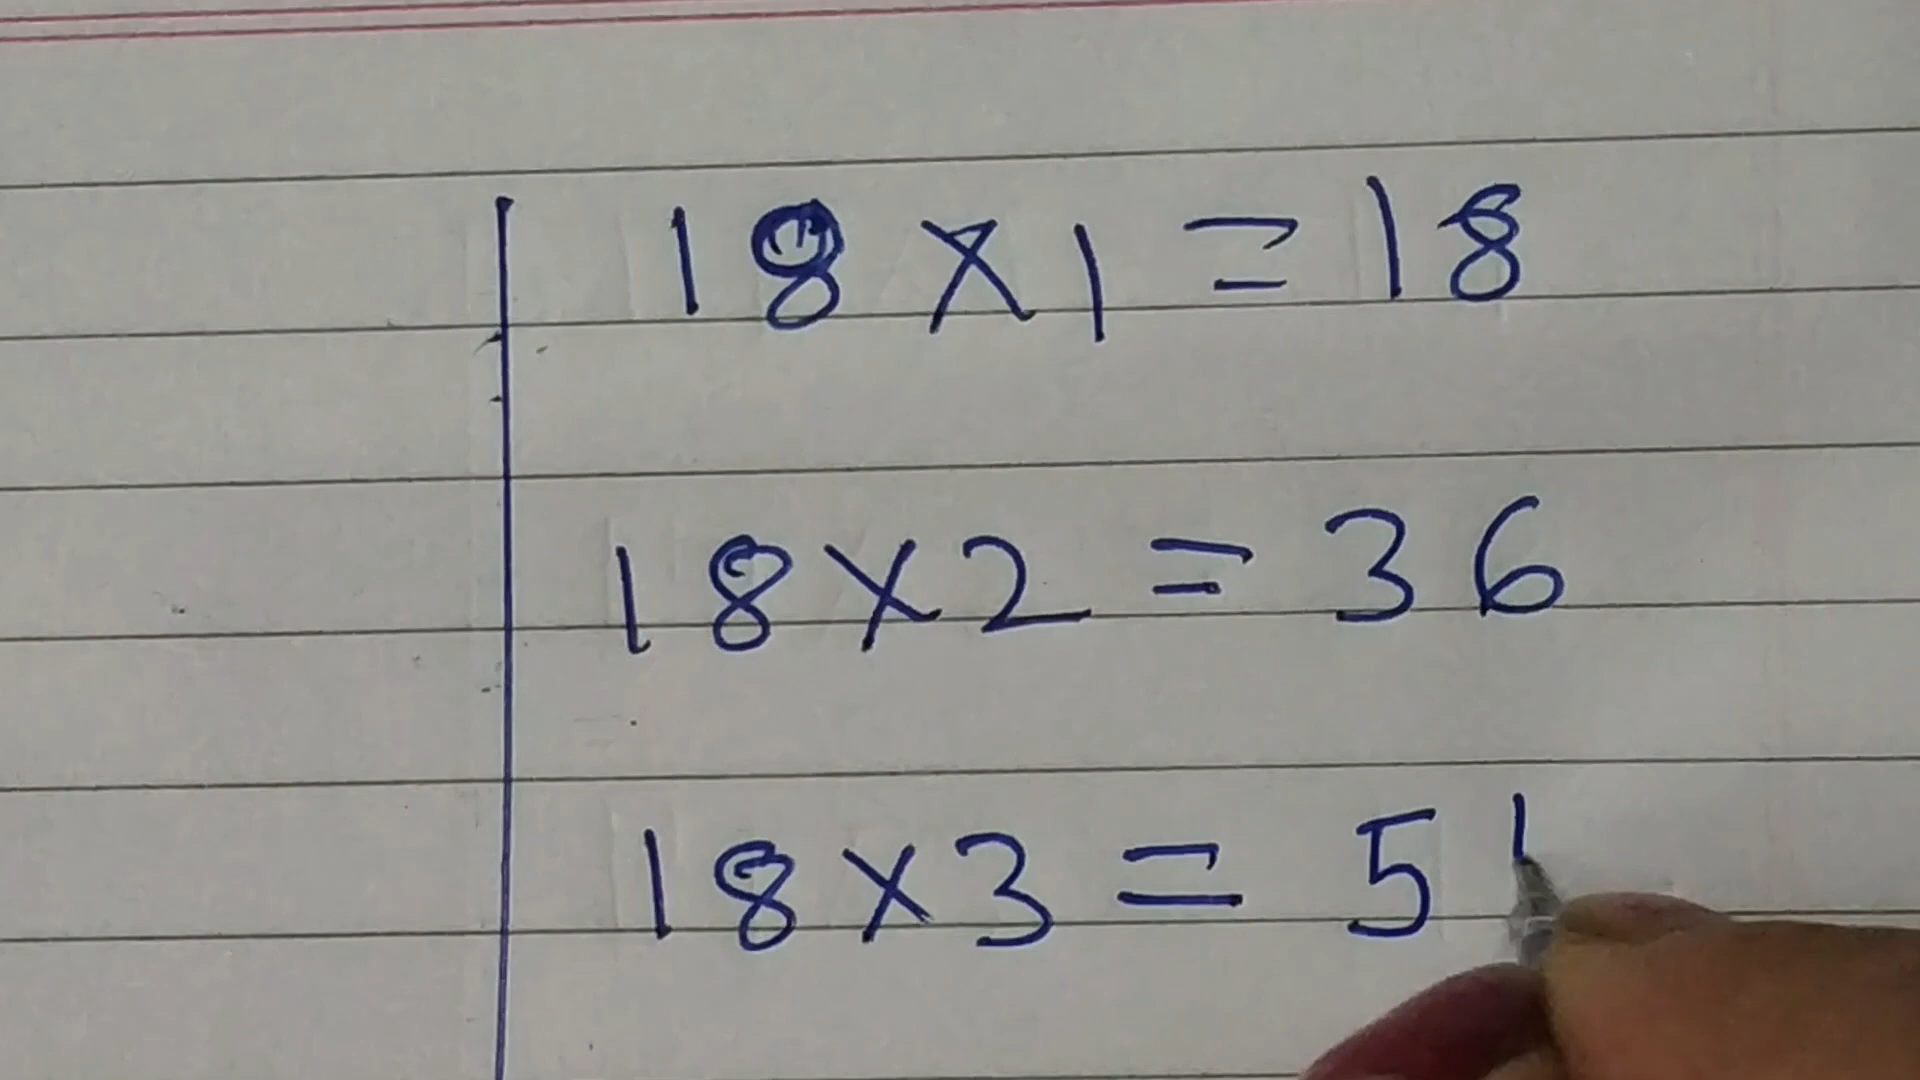 18 X 1 = 18
18 X 2 = 36
18 X 3 = 5